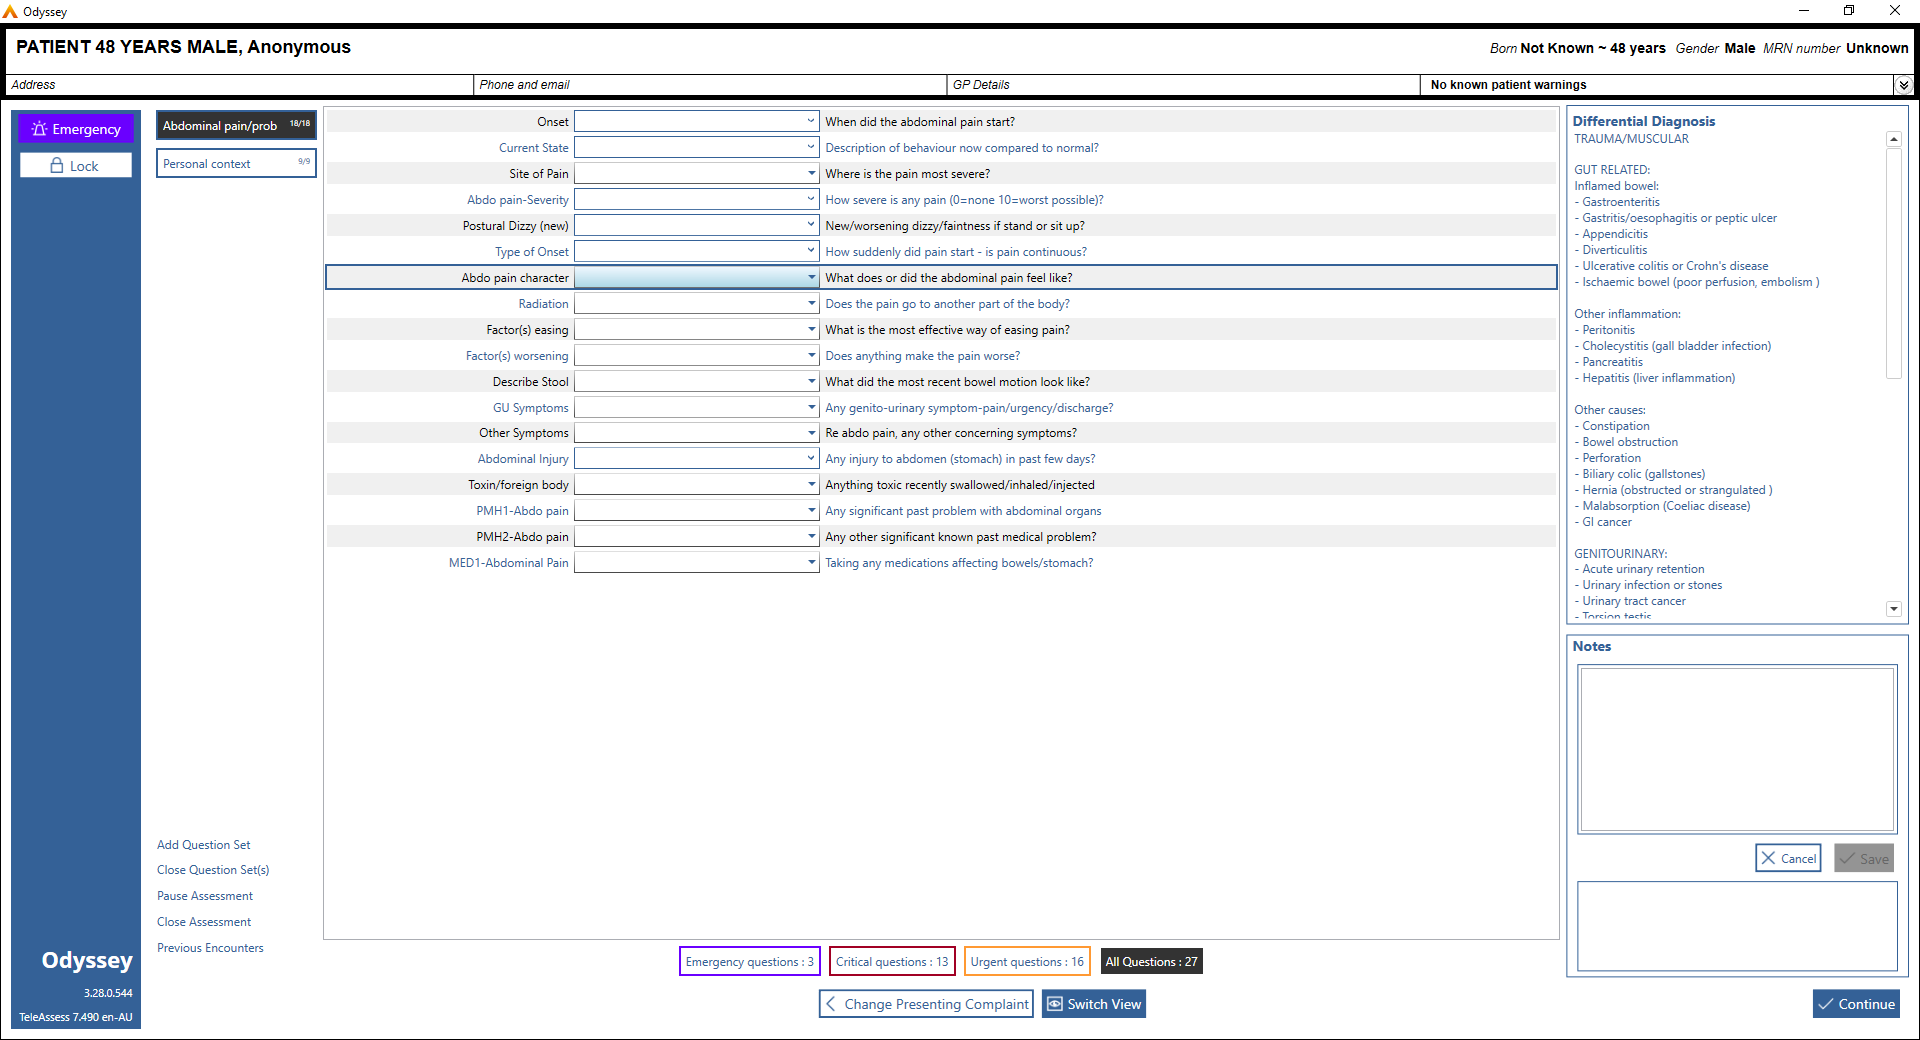 Odyssey
PATIENT 48 YEARS MALE, Anonymous
Born Not Known ~ 48 years Gender Male MRN number Unknown
Address
Phone and email
GP Details
No known patient warnings
Emergency
Lock
Abdominal pain/prob 18/18
Personal context 9/9
Onset When did the abdominal pain start?
Current State Description of behaviour now compared to normal?
Site of Pain Where is the pain most severe?
Abdo pain-Severity How severe is any pain (0=none 10=worst possible)?
Postural Dizzy (new) New/worsening dizzy/faintness if stand or sit up?
Type of Onset How suddenly did pain start - is pain continuous?
Abdo pain character What does or did the abdominal pain feel like?
Radiation Does the pain go to another part of the body?
Factor(s) easing What is the most effective way of easing pain?
Factor(s) worsening Does anything make the pain worse?
Describe Stool What did the most recent bowel motion look like?
GU Symptoms Any genito-urinary symptom-pain/urgency/discharge?
Other Symptoms Re abdo pain, any other concerning symptoms?
Abdominal Injury Any injury to abdomen (stomach) in past few days?
Toxin/foreign body Anything toxic recently swallowed/inhaled/injected
PMH1-Abdo pain Any significant past problem with abdominal organs
PMH2-Abdo pain Any other significant known past medical problem?
MED1-Abdominal Pain Taking any medications affecting bowels/stomach?
Differential Diagnosis
TRAUMA/MUSCULAR
GUT RELATED:
Inflamed bowel:
- Gastroenteritis
- Gastritis/oesophagitis or peptic ulcer
- Appendicitis
- Diverticulitis
- Ulcerative colitis or Crohn's disease
- Ischaemic bowel (poor perfusion, embolism )
Other inflammation:
- Peritonitis
- Cholecystitis (gall bladder infection)
- Pancreatitis
- Hepatitis (liver inflammation)
Other causes:
- Constipation
- Bowel obstruction
- Perforation
- Biliary colic (gallstones)
- Hernia (obstructed or strangulated )
- Malabsorption (Coeliac disease)
- GI cancer
GENITOURINARY:
- Acute urinary retention
- Urinary infection or stones
- Urinary tract cancer
- Torsion testis
Notes
Cancel
Save
Add Question Set
Close Question Set(s)
Pause Assessment
Close Assessment
Previous Encounters
Odyssey
3.28.0.544
TeleAssess 7.490 en-AU
Emergency questions : 3
Critical questions : 13
Urgent questions : 16
All Questions : 27
Change Presenting Complaint
Switch View
Continue